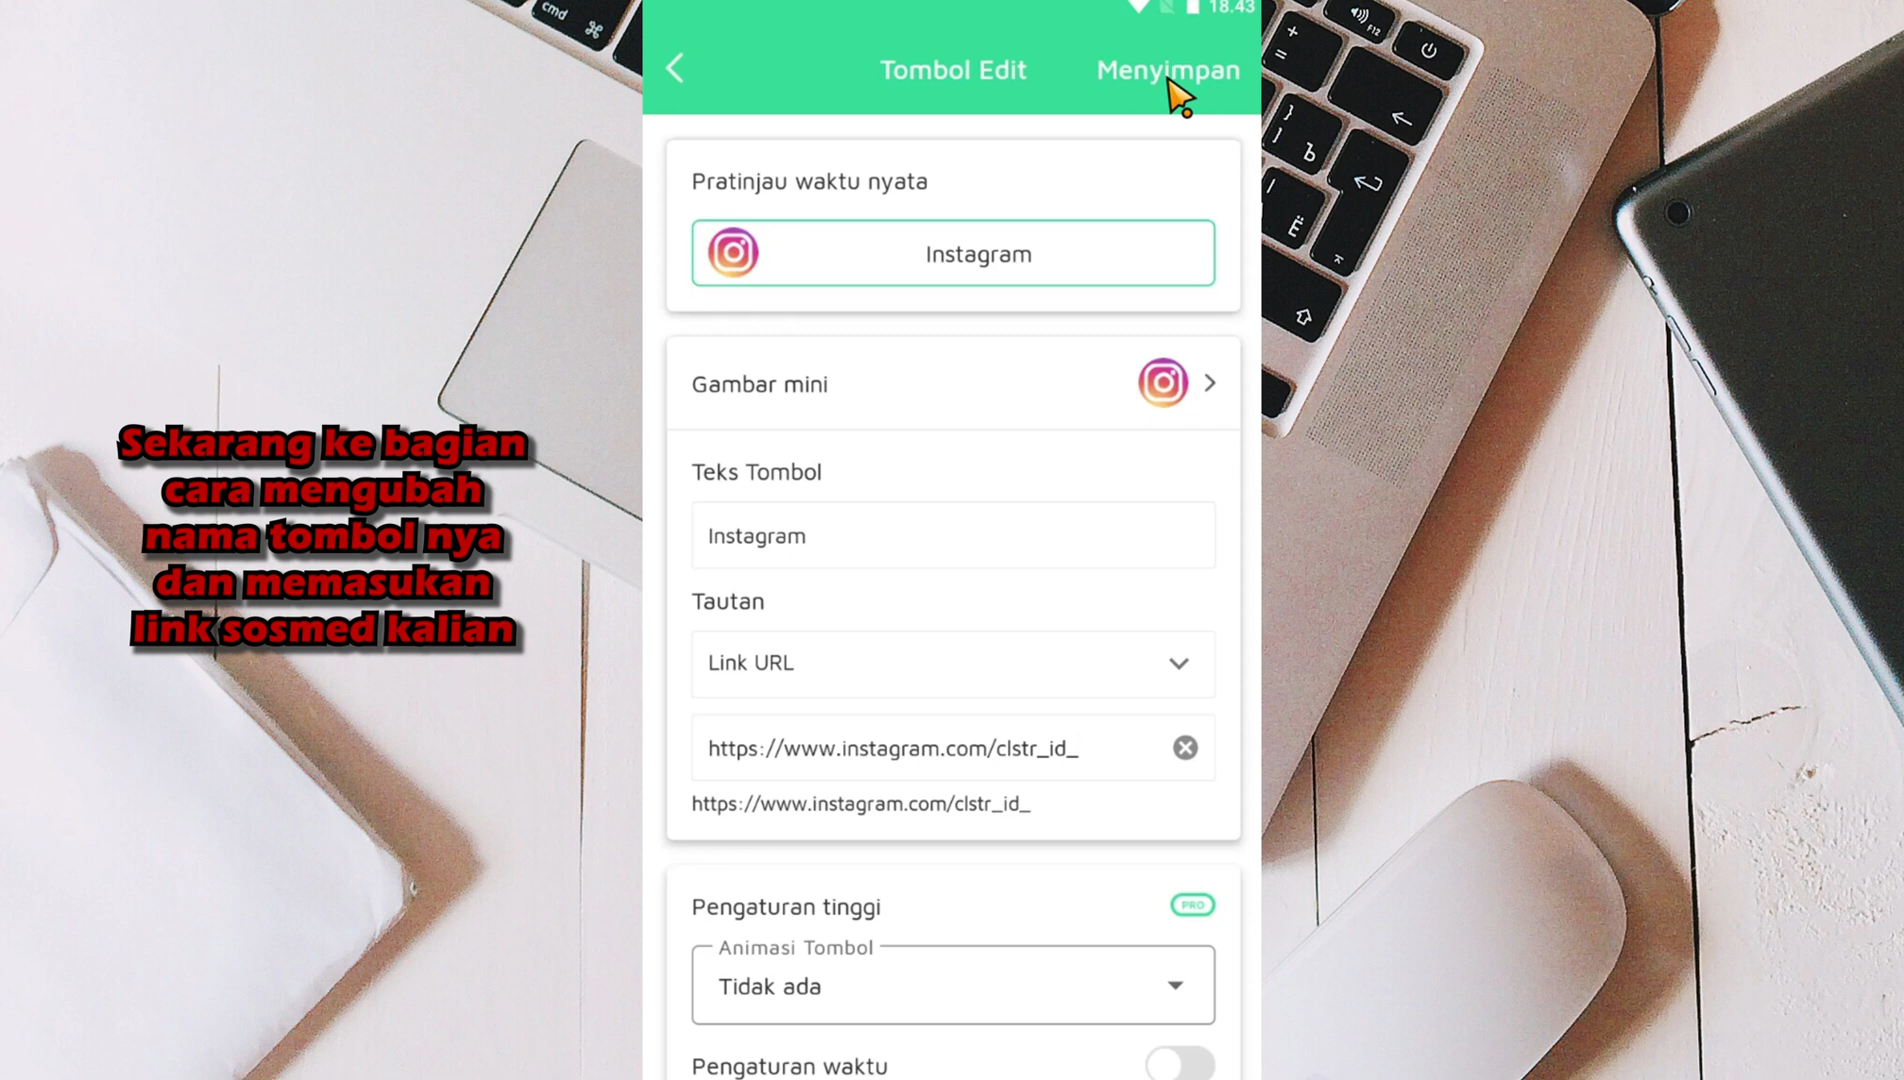 cmd ⌘
18.43
Tombol Edit
Menyimpan
Pratinjau waktu nyata
Instagram
Gambar mini
Teks Tombol
Instagram
Tautan
Link URL
https://www.instagram.com/clstr_id_
https://www.instagram.com/clstr_id_
Pengaturan tinggi
PRO
Animasi Tombol
Tidak ada
Pengaturan waktu
Sekarang ke bagian
cara mengubah
nama tombol nya
dan memasukan
link sosmed kalian
+
=
F12
}
]
Ъ
/
Ё